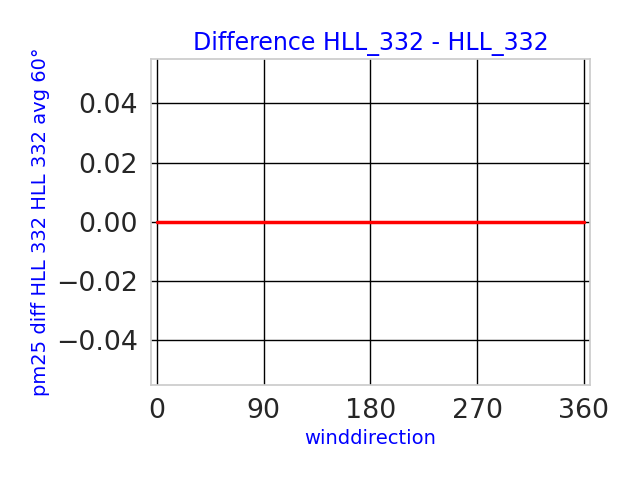 Difference HLL_332 - HLL_332
pm25 diff HLL 332 HLL 332 avg 60°
0.04
0.02
0.00
−0.02
−0.04
0 90 180 270 360
winddirection